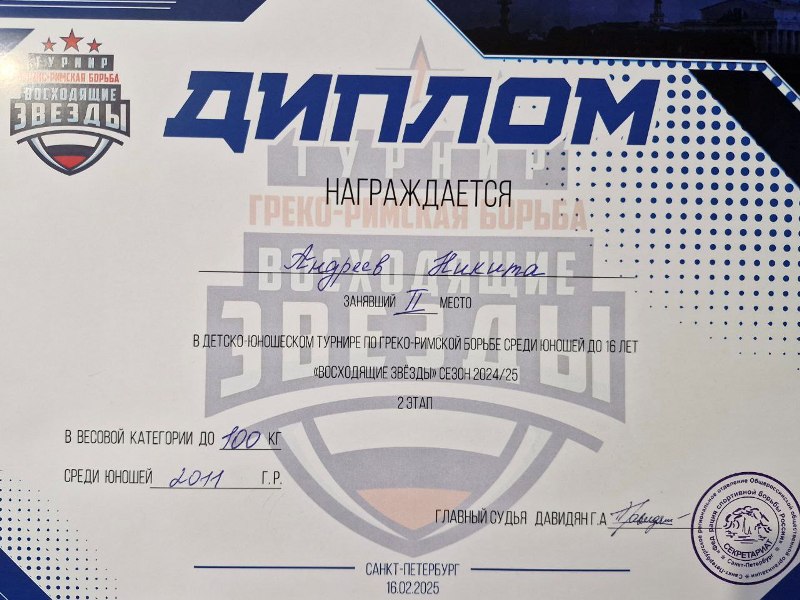 ТУРНИР
ГРЕКО-РИМСКАЯ БОРЬБА
ВОСХОДЯЩИЕ
ЗВЕЗДЫ
ДИПЛОМ
ТУРНИР
НАГРАЖДАЕТСЯ
ГРЕКО-РИМСКАЯ БОРЬБА
Андреев Никита
ВОСХОДЯЩИЕ
ЗАНЯВШИЙ II МЕСТО
В ДЕТСКО-ЮНОШЕСКОМ ТУРНИРЕ ПО ГРЕКО-РИМСКОЙ БОРЬБЕ СРЕДИ ЮНОШЕЙ ДО 16 ЛЕТ
ЗВЕЗДЫ
«ВОСХОДЯЩИЕ ЗВЁЗДЫ» СЕЗОН 2024/25
2 ЭТАП
В ВЕСОВОЙ КАТЕГОРИИ ДО 100 КГ
СРЕДИ ЮНОШЕЙ 2011 Г.Р.
ГЛАВНЫЙ СУДЬЯ ДАВИДЯН Г.А
СЕКРЕТАРИАТ
Санкт-Петербург
САНКТ-ПЕТЕРБУРГ
16.02.2025